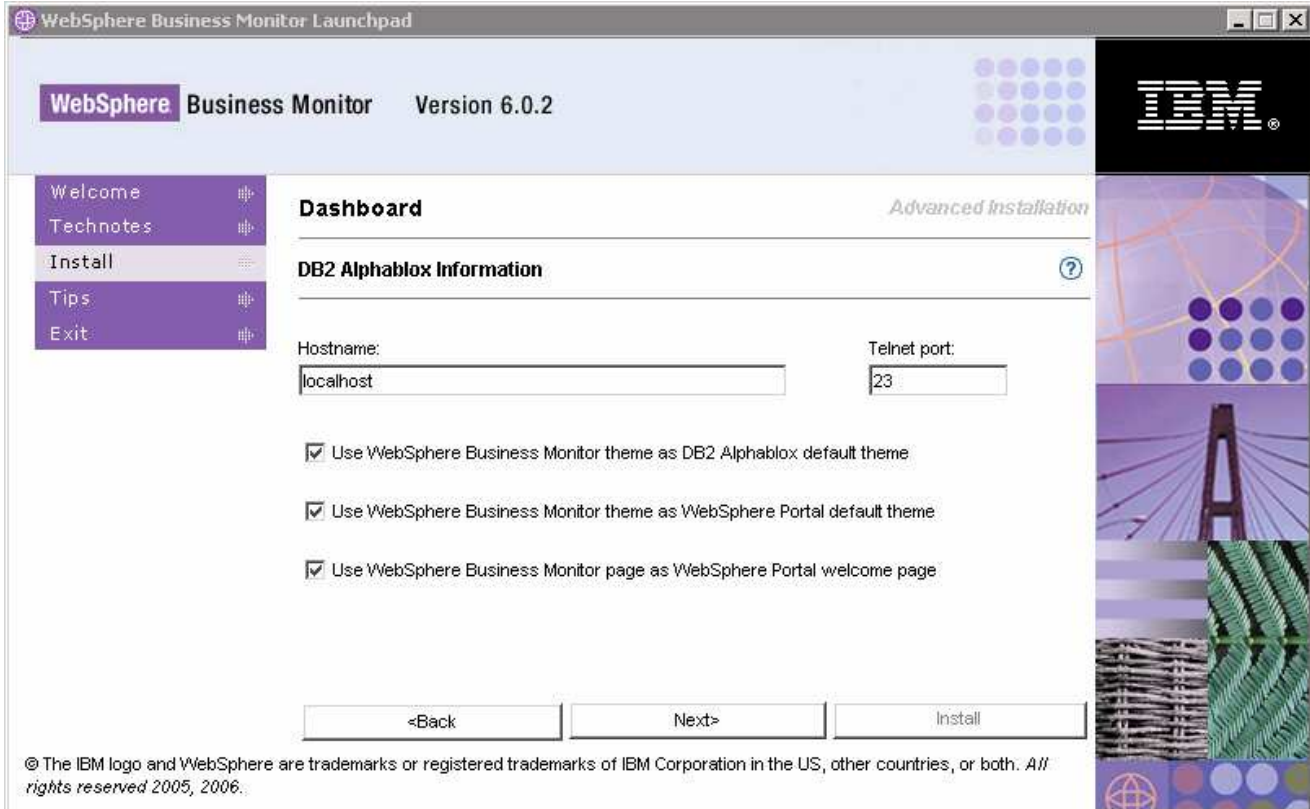 WebSphere Business Monitor Launchpad
WebSphere Business Monitor Version 6.0.2
IBM®
Welcome
Technotes
Install
Tips
Exit
Dashboard
Advanced Installation
DB2 Alphablox Information
?
Hostname:
Telnet port:
localhost
23
Use WebSphere Business Monitor theme as DB2 Alphablox default theme
Use WebSphere Business Monitor theme as WebSphere Portal default theme
Use WebSphere Business Monitor page as WebSphere Portal welcome page
<Back
Next>
Install
© The IBM logo and WebSphere are trademarks or registered trademarks of IBM Corporation in the US, other countries, or both. All
rights reserved 2005, 2006.